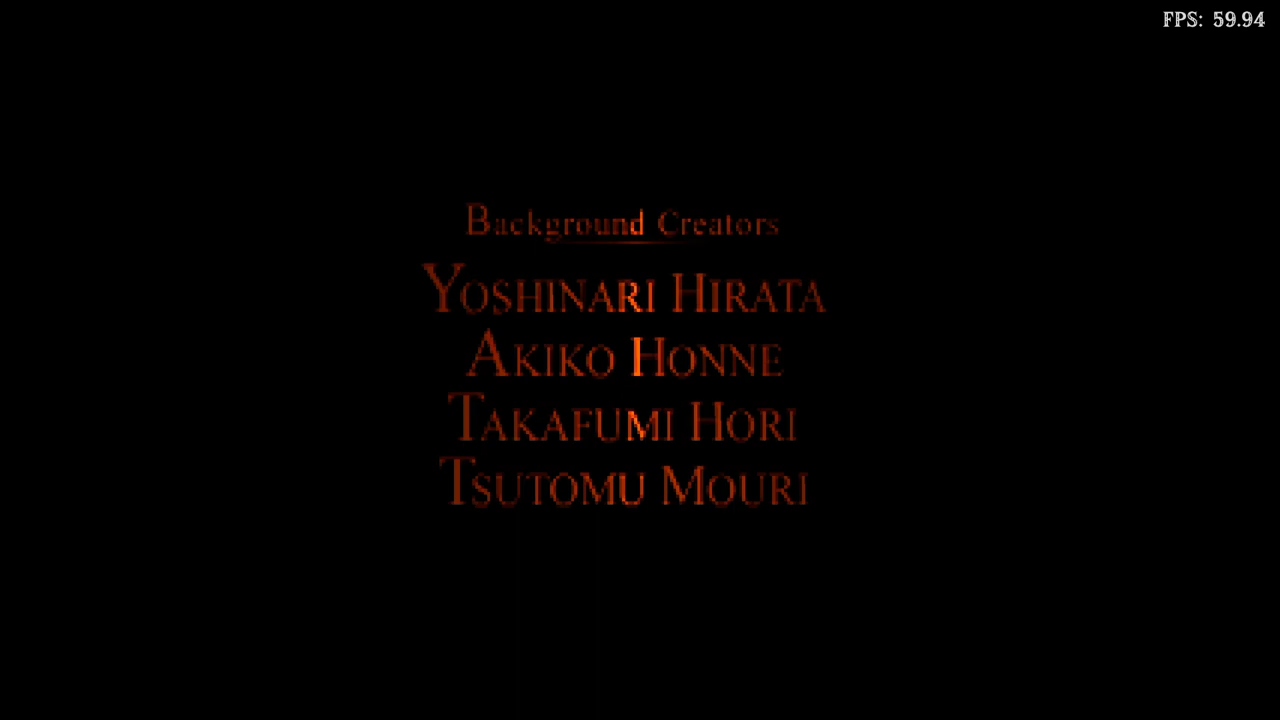 FPS: 59.94
Background Creators
YOSHINARI HIRATA
AKIKO HONNE
TAKAFUMI HORI
TSUTOMU MOURI